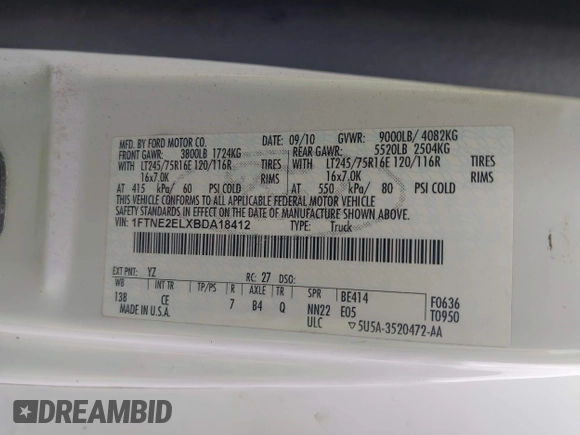 MFD. BY FORD MOTOR CO.
09/10 GVWR: 9000LB/ 4082KG
FRONT GAWR: 3800LB 1724KG
REAR GAWR: 5520LB 2504KG
WITH LT245/75R16E 120/116R TIRES
WITH LT245/75R16E 120/116R TIRES
16x7.0K RIMS
16x7.0K RIMS
AT 415 kPa/ 60 PSI COLD
AT 550 kPa/ 80 PSI COLD
THIS VEHICLE CONFORMS TO ALL APPLICABLE FEDERAL MOTOR VEHICLE
SAFETY STANDARDS IN EFFECT ON THE DATE OF MANUFACTURE SHOWN ABOVE.
VIN: 1FTNE2ELXBDA18412 TYPE: Truck
EXT PNT: YZ RC: 27 DSO:
WB INT TR TP/PS R AXLE TR SPR BE414 F0636
138 CE 7 B4 Q NN22 E05 T0950
MADE IN U.S.A. ULC ▽5U5A-3520472-AA
DREAMBID